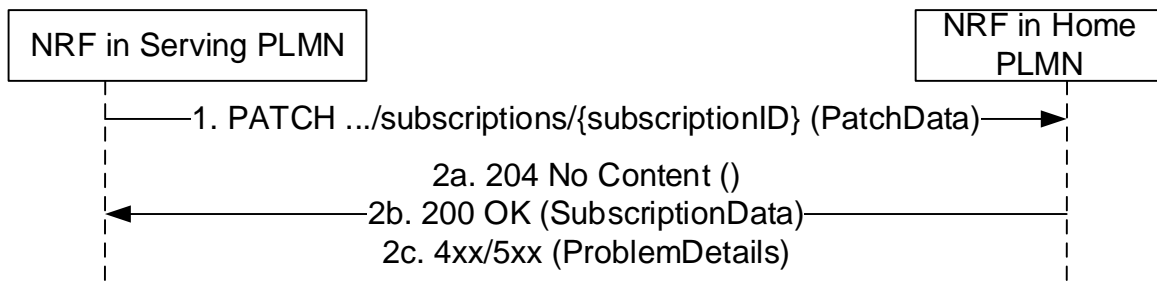 NRF in Serving PLMN
NRF in Home
PLMN
1. PATCH .../subscriptions/{subscriptionID} (PatchData)
2a. 204 No Content ()
2b. 200 OK (SubscriptionData)
2c. 4xx/5xx (ProblemDetails)